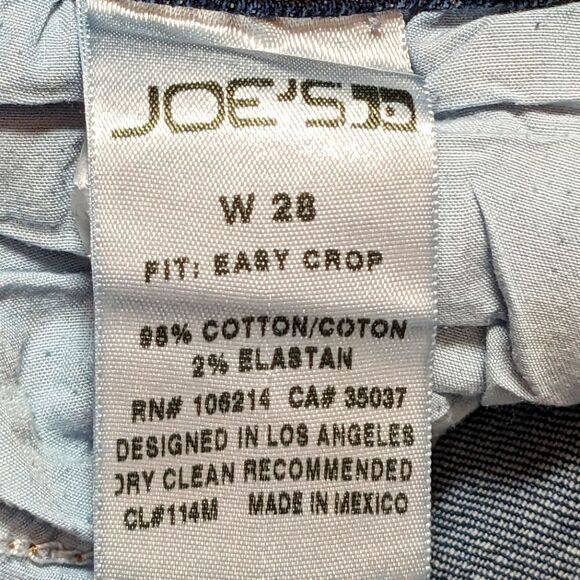 JOE'S
W 28
FIT: EASY CROP
98% COTTON/COTON
2% ELASTAN
RN# 106214 CA# 35037
DESIGNED IN LOS ANGELES
DRY CLEAN RECOMMENDED
CL#114M MADE IN MEXICO